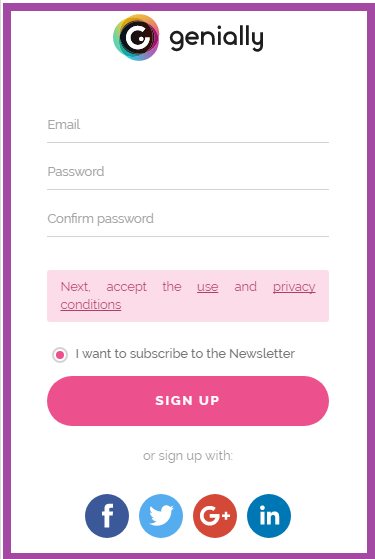 genially
Email
Password
Confirm password
Next, accept the use and privacy
conditions
I want to subscribe to the Newsletter
SIGN UP
or sign up with:
f
G+
in